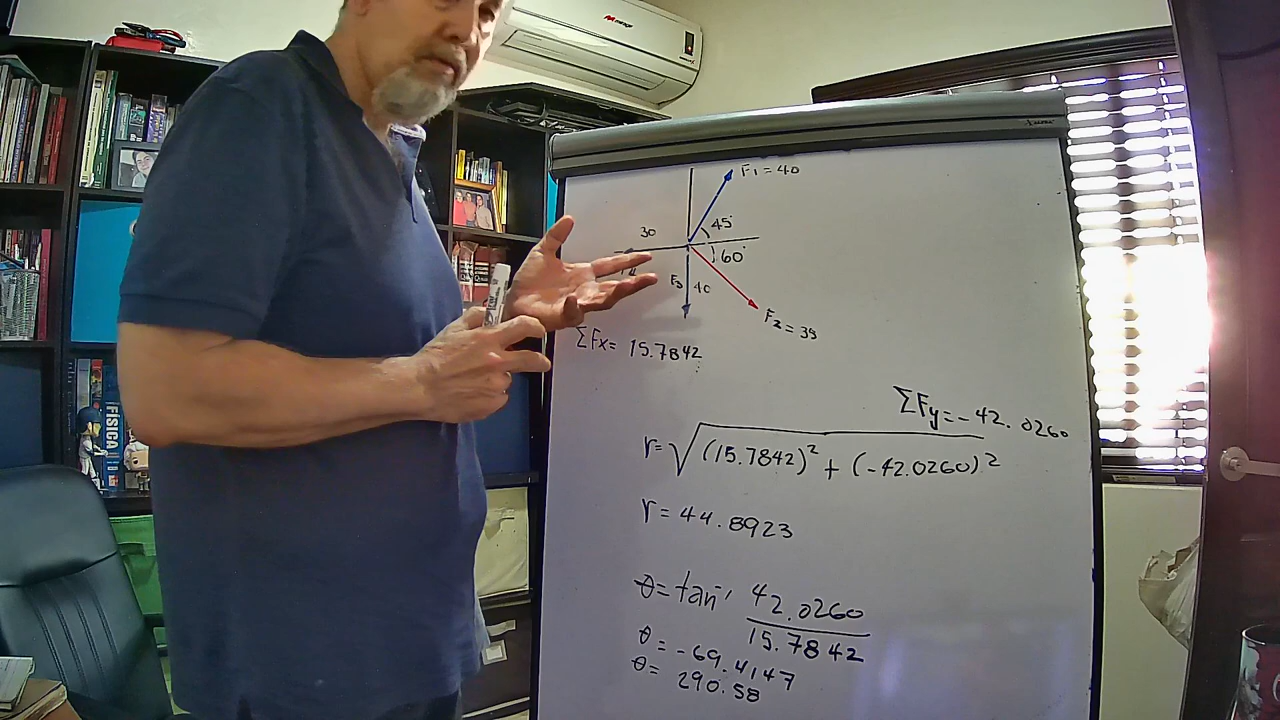 mirage
F1 = 40
30
45°
60°
F3
40
F2 = 35
ΣFx = 15.7842
ΣFy = -42.0260
r = √(15.7842)² + (-42.0260)²
r = 44.8923
θ = tan⁻¹ 42.0260
15.7842
θ = -69.4147
θ = 290.58
FÍSICA